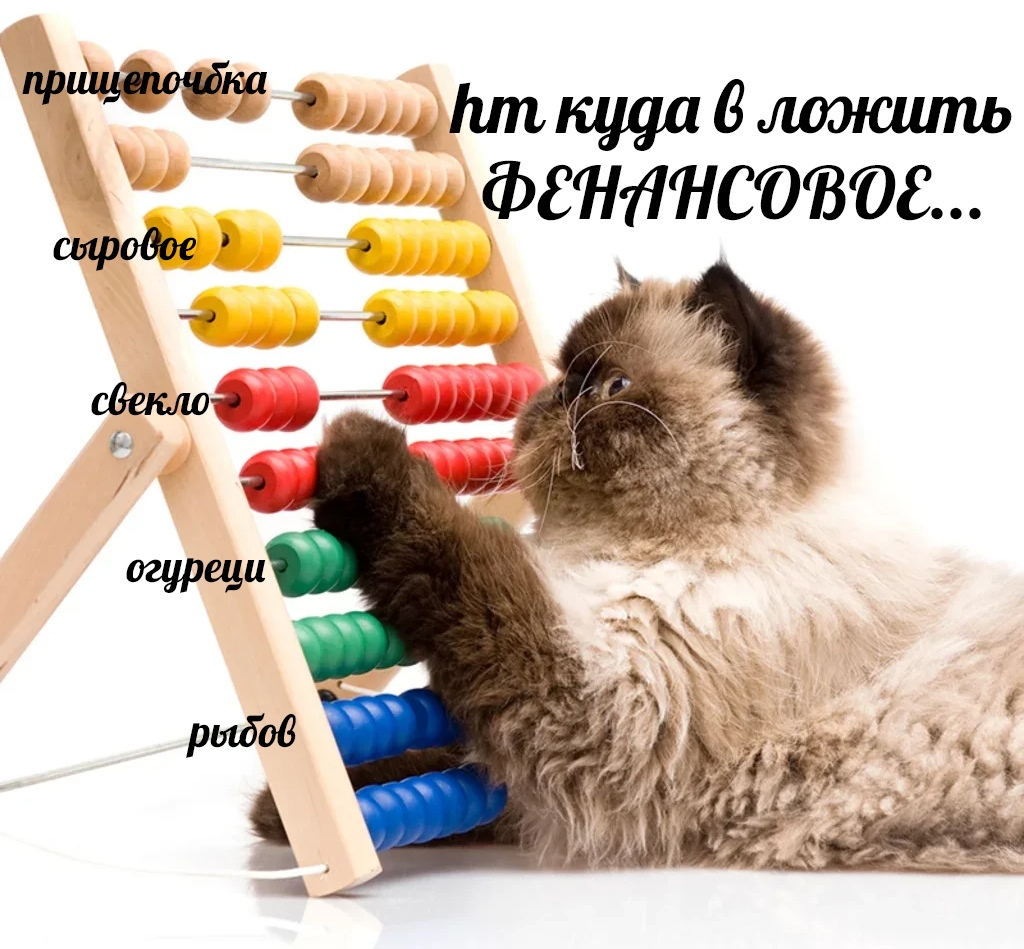 прищепочбка
hm куда в ложить
ФЕНАНСОВОЕ...
сыровое
свекло
огуреци
рыбов